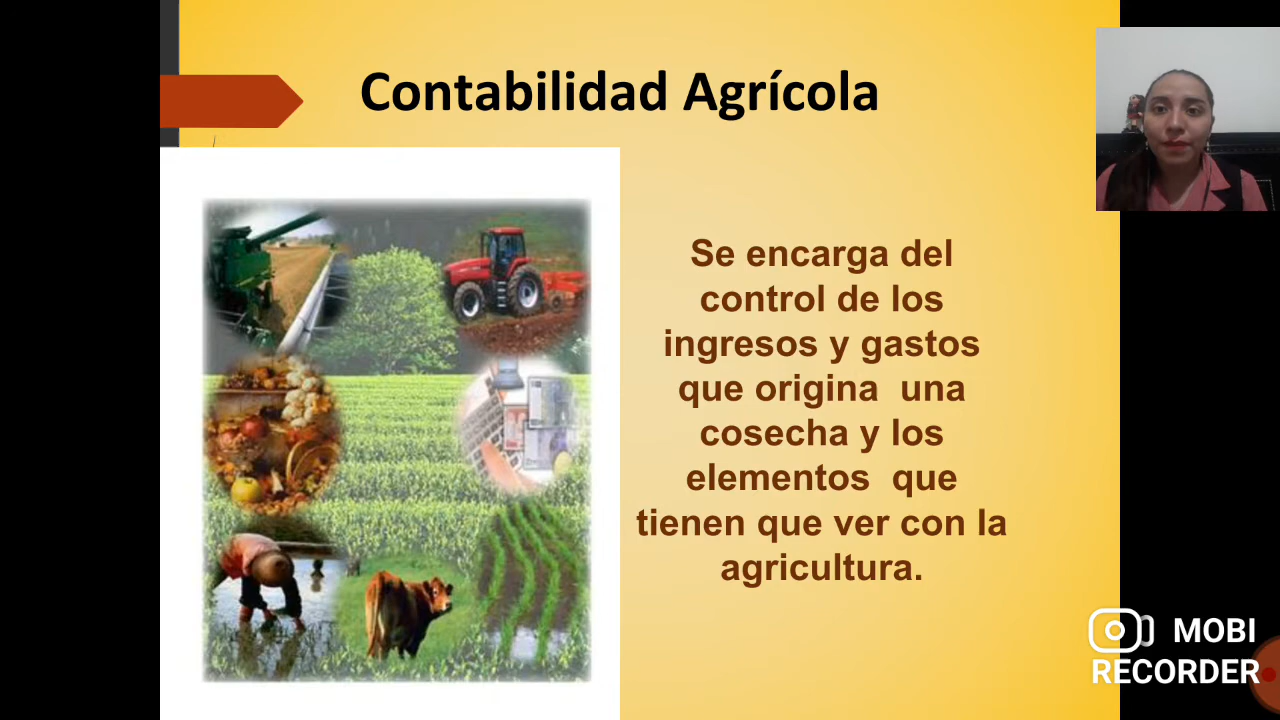 Contabilidad Agrícola
Se encarga del
control de los
ingresos y gastos
que origina una
cosecha y los
elementos que
tienen que ver con la
agricultura.
MOBI
RECORDER